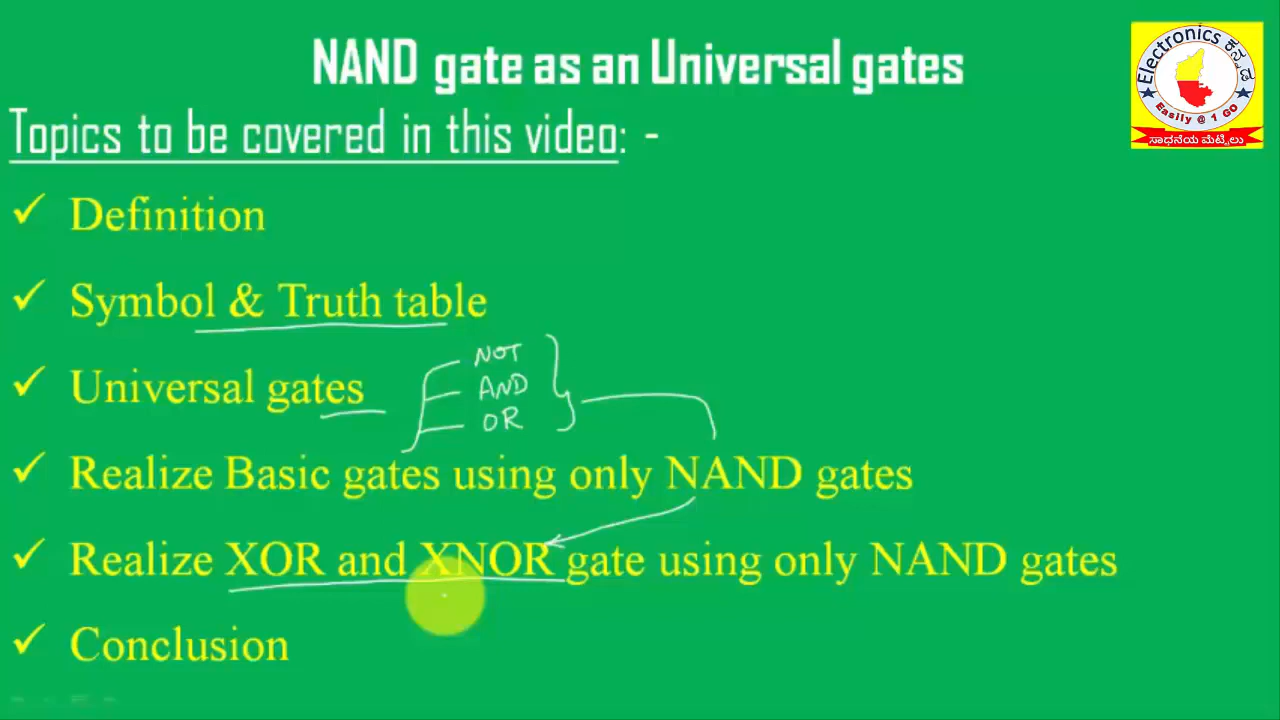 NAND gate as an Universal gates
Electronics ಕನ್ನಡ
Easily @ 1 GO
ಸಾಧನೆಯ ಮೆಟ್ಟಿಲು
Topics to be covered in this video: -
✓ Definition
✓ Symbol & Truth table
✓ Universal gates
NOT
AND
OR
✓ Realize Basic gates using only NAND gates
✓ Realize XOR and XNOR gate using only NAND gates
✓ Conclusion